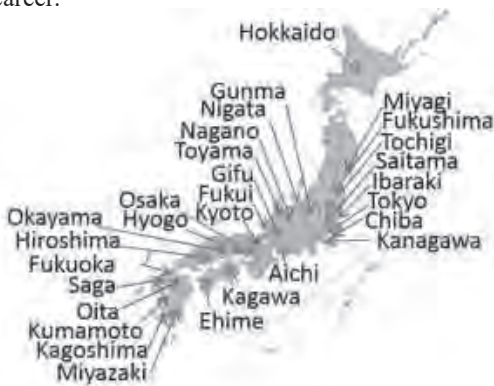 career.
Hokkaido
Gunma
Nigata
Nagano
Toyama
Gifu
Fukui
Kyoto
Osaka
Hyogo
Okayama
Hiroshima
Fukuoka
Saga
Oita
Kumamoto
Kagoshima
Miyazaki
Miyagi
Fukushima
Tochigi
Saitama
Ibaraki
Tokyo
Chiba
Kanagawa
Aichi
Kagawa
Ehime